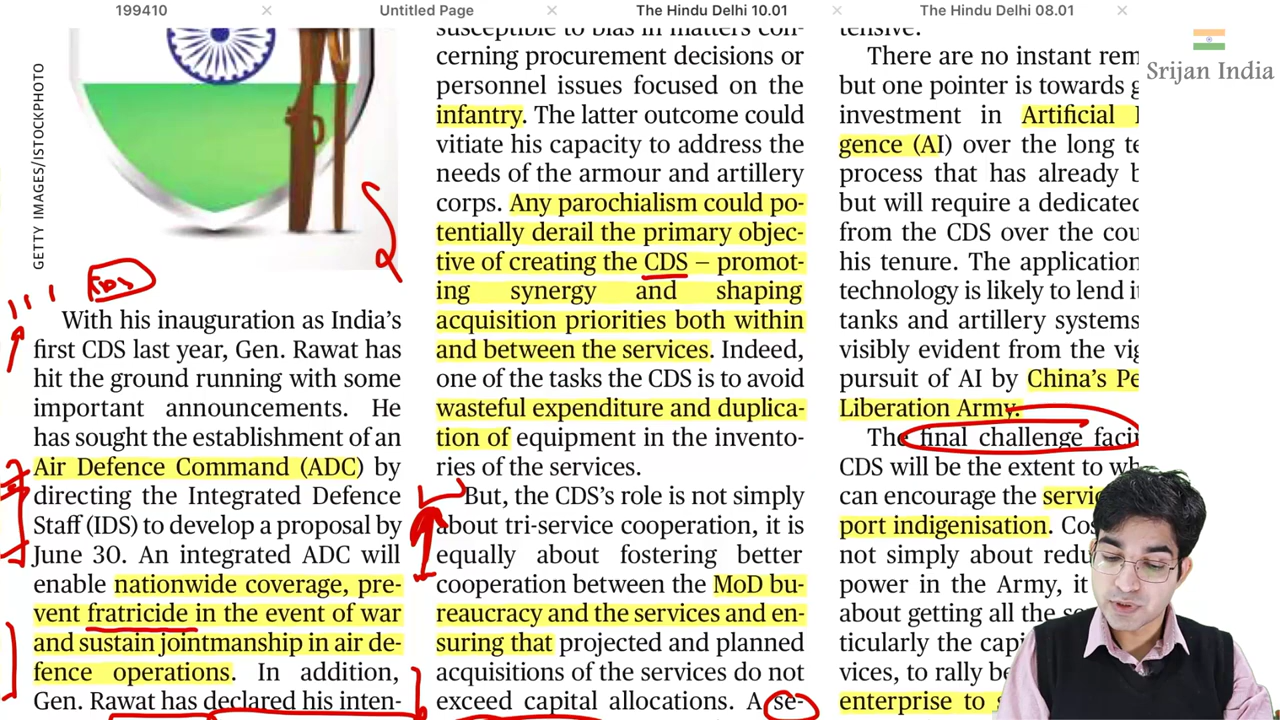 199410
Untitled Page
The Hindu Delhi 10.01
The Hindu Delhi 08.01
Srijan India
GETTY IMAGES/ISTOCKPHOTO
With his inauguration as India's
first CDS last year, Gen. Rawat has
hit the ground running with some
important announcements. He
has sought the establishment of an
Air Defence Command (ADC) by
directing the Integrated Defence
Staff (IDS) to develop a proposal by
June 30. An integrated ADC will
enable nationwide coverage, pre-
vent fratricide in the event of war
and sustain jointmanship in air de-
fence operations. In addition,
Gen. Rawat has declared his inten-
susceptible to bias in matters con-
cerning procurement decisions or
personnel issues focused on the
infantry. The latter outcome could
vitiate his capacity to address the
needs of the armour and artillery
corps. Any parochialism could po-
tentially derail the primary objec-
tive of creating the CDS – promot-
ing synergy and shaping
acquisition priorities both within
and between the services. Indeed,
one of the tasks the CDS is to avoid
wasteful expenditure and duplica-
tion of equipment in the invento-
ries of the services.
But, the CDS's role is not simply
about tri-service cooperation, it is
equally about fostering better
cooperation between the MoD bu-
reaucracy and the services and en-
suring that projected and planned
acquisitions of the services do not
exceed capital allocations. A se-
tensive.
There are no instant rem
but one pointer is towards g
investment in Artificial I
gence (AI) over the long te
process that has already b
but will require a dedicated
from the CDS over the cou
his tenure. The application
technology is likely to lend it
tanks and artillery systems
visibly evident from the vig
pursuit of AI by China's Pe
Liberation Army.
The final challenge facin
CDS will be the extent to wh
can encourage the servic
port indigenisation. Cos
not simply about redu
power in the Army, it
about getting all the se
ticularly the capi
vices, to rally be
enterprise to s